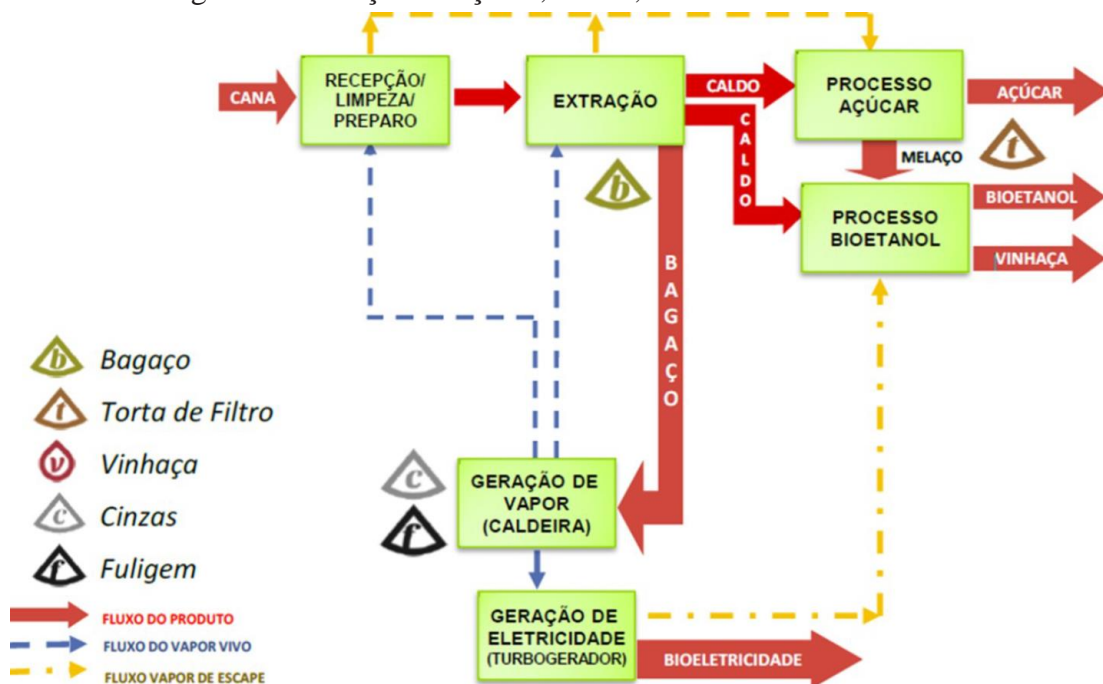 CANA
RECEPÇÃO/
LIMPEZA/
PREPARO
EXTRAÇÃO
CALDO
CALDO
PROCESSO
AÇÚCAR
AÇÚCAR
t
MELAÇO
b
PROCESSO
BIOETANOL
BIOETANOL
VINHAÇA
BAGAÇO
b Bagaço
t Torta de Filtro
v Vinhaça
c Cinzas
f Fuligem
c
f
GERAÇÃO DE
VAPOR
(CALDEIRA)
GERAÇÃO DE
ELETRICIDADE
(TURBOGERADOR)
BIOELETRICIDADE
FLUXO DO PRODUTO
FLUXO DO VAPOR VIVO
FLUXO VAPOR DE ESCAPE